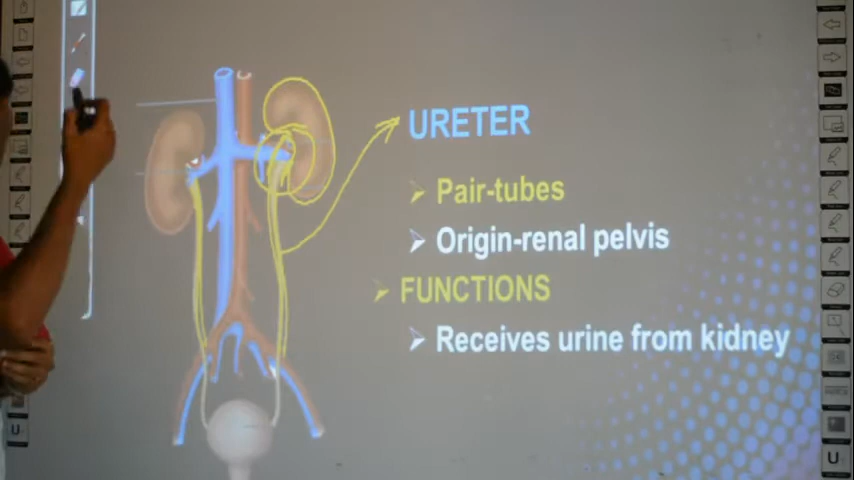 URETER
Pair-tubes
Origin-renal pelvis
FUNCTIONS
Receives urine from kidney
U
U